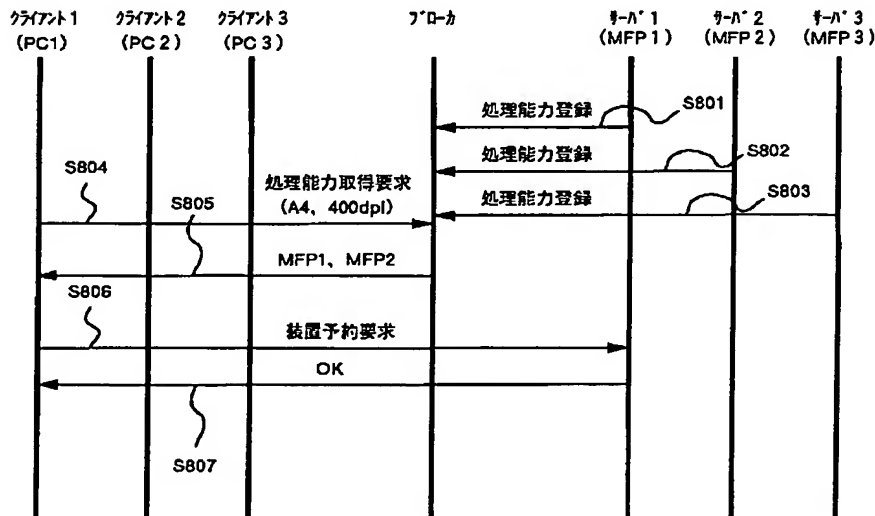 ｸﾗｲｱﾝﾄ1 ｸﾗｲｱﾝﾄ2 ｸﾗｲｱﾝﾄ3 ﾌﾞﾛｰｶ ｻｰﾊﾞ1 ｻｰﾊﾞ2 ｻｰﾊﾞ3
(PC1) (PC2) (PC3) (MFP1) (MFP2) (MFP3)
処理能力登録 S801
処理能力登録 S802
S804 処理能力取得要求 処理能力登録 S803
S805 (A4、400dpi)
MFP1、MFP2
S806
装置予約要求
OK
S807